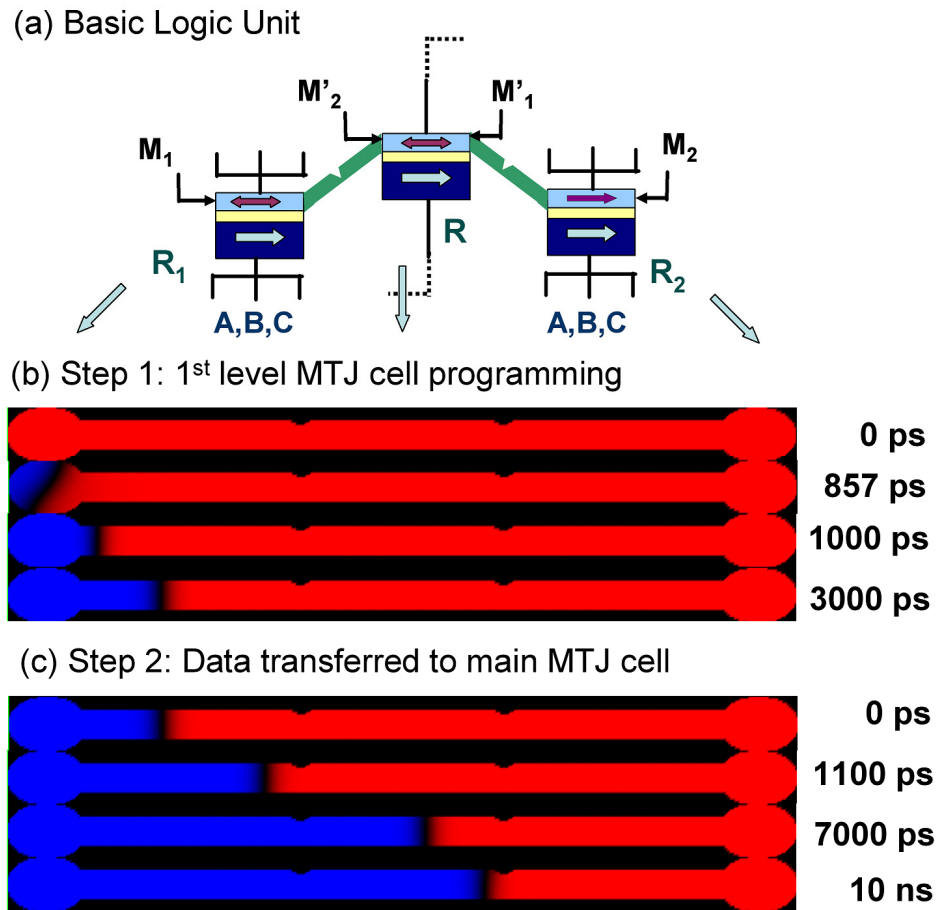 (a) Basic Logic Unit
M'2
M'1
M1
M2
R
R1
R2
A,B,C
A,B,C
(b) Step 1: 1st level MTJ cell programming
0 ps
857 ps
1000 ps
3000 ps
(c) Step 2: Data transferred to main MTJ cell
0 ps
1100 ps
7000 ps
10 ns